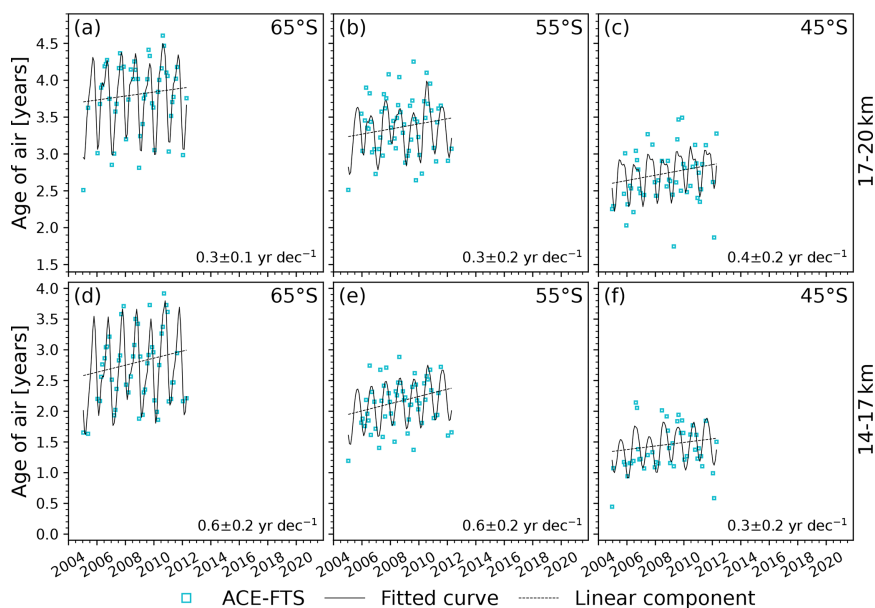 (a) 65°S
(b) 55°S
(c) 45°S
Age of air [years]
4.5
4.0
3.5
3.0
2.5
2.0
1.5
0.3±0.1 yr dec⁻¹
0.3±0.2 yr dec⁻¹
0.4±0.2 yr dec⁻¹
17-20 km
(d) 65°S
(e) 55°S
(f) 45°S
Age of air [years]
4.0
3.5
3.0
2.5
2.0
1.5
1.0
0.5
0.0
0.6±0.2 yr dec⁻¹
0.6±0.2 yr dec⁻¹
0.3±0.2 yr dec⁻¹
14-17 km
2004 2006 2008 2010 2012 2014 2016 2018 2020
2004 2006 2008 2010 2012 2014 2016 2018 2020
2004 2006 2008 2010 2012 2014 2016 2018 2020
ACE-FTS Fitted curve Linear component